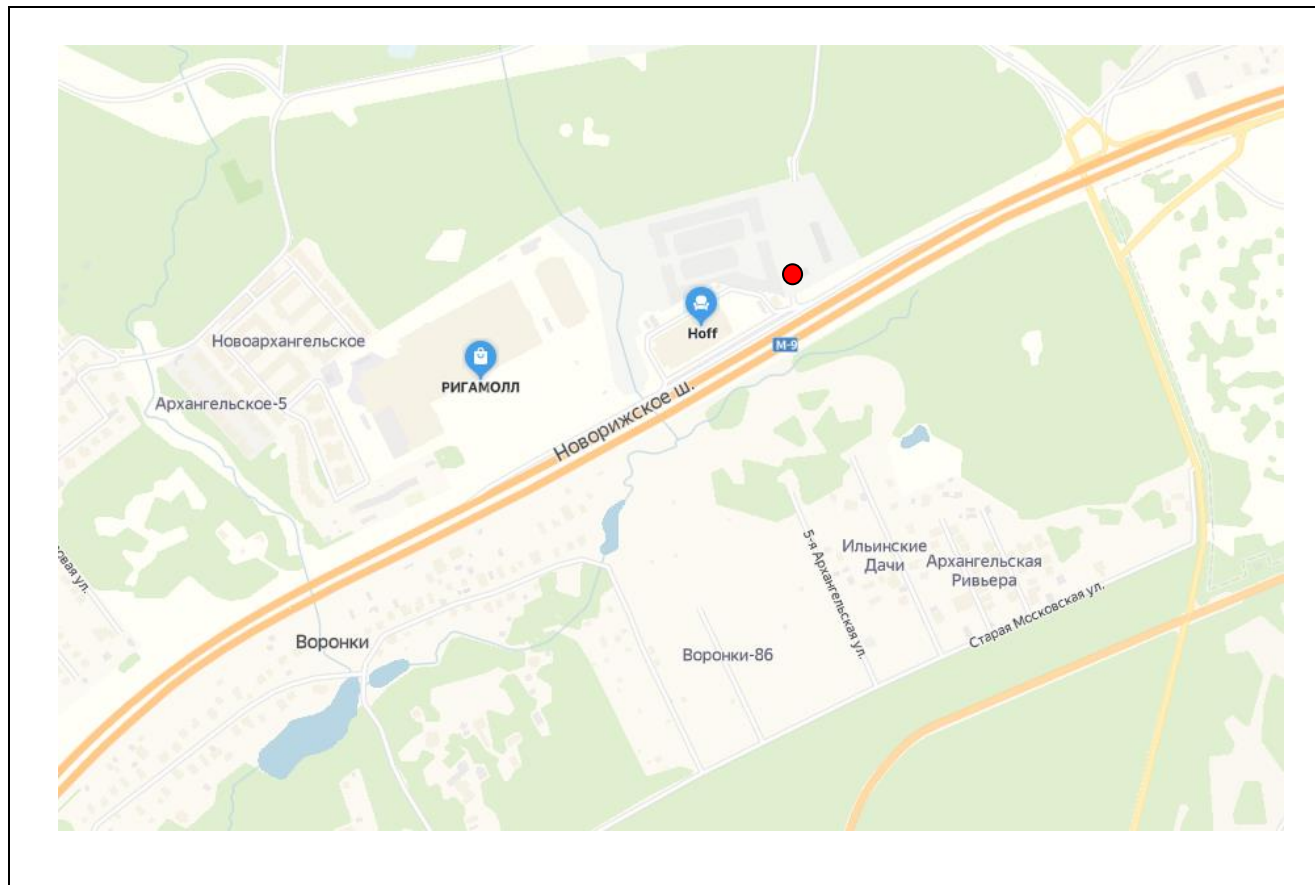 Hoff
М-9
Новоархангельское
РИГАМОЛЛ
Архангельское-5
Новорижское ш.
5-я Архангельская ул.
Ильинские
Дачи
Архангельская
Ривьера
Старая Московская ул.
Воронки
Воронки-86